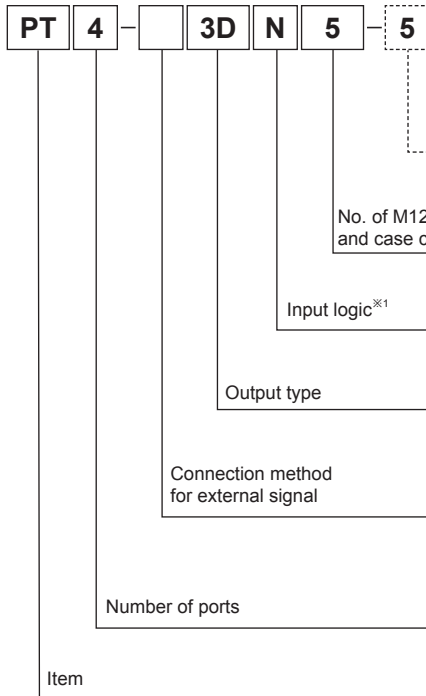 PT 4 - 3D N 5 - 5
No. of M12
and case
Input logic※1
Output type
Connection method
for external signal
Number of ports
Item